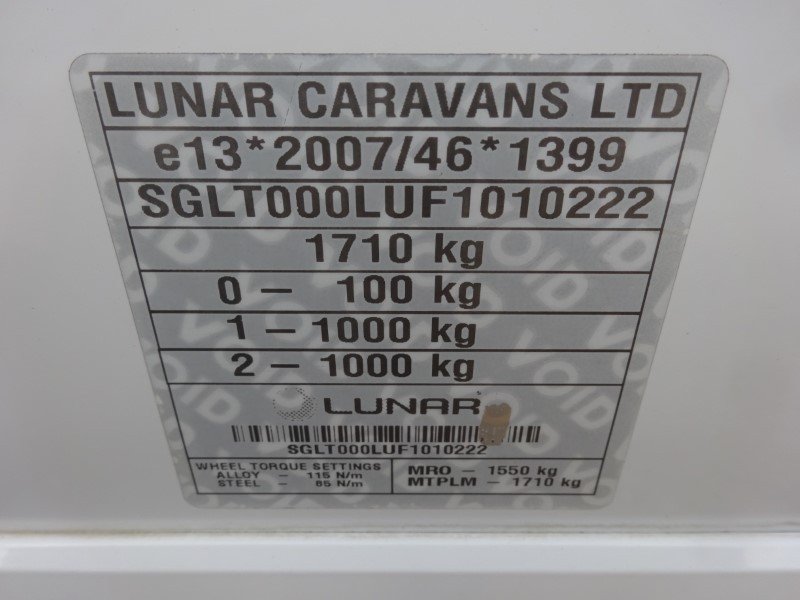 LUNAR CARAVANS LTD
e13*2007/46*1399
SGLT000LUF1010222
1710 kg
0 – 100 kg
1 – 1000 kg
2 – 1000 kg
LUNAR
SGLT000LUF1010222
WHEEL TORQUE SETTINGS
ALLOY – 115 N/m
STEEL – 85 N/m
MRO – 1550 kg
MTPLM – 1710 kg